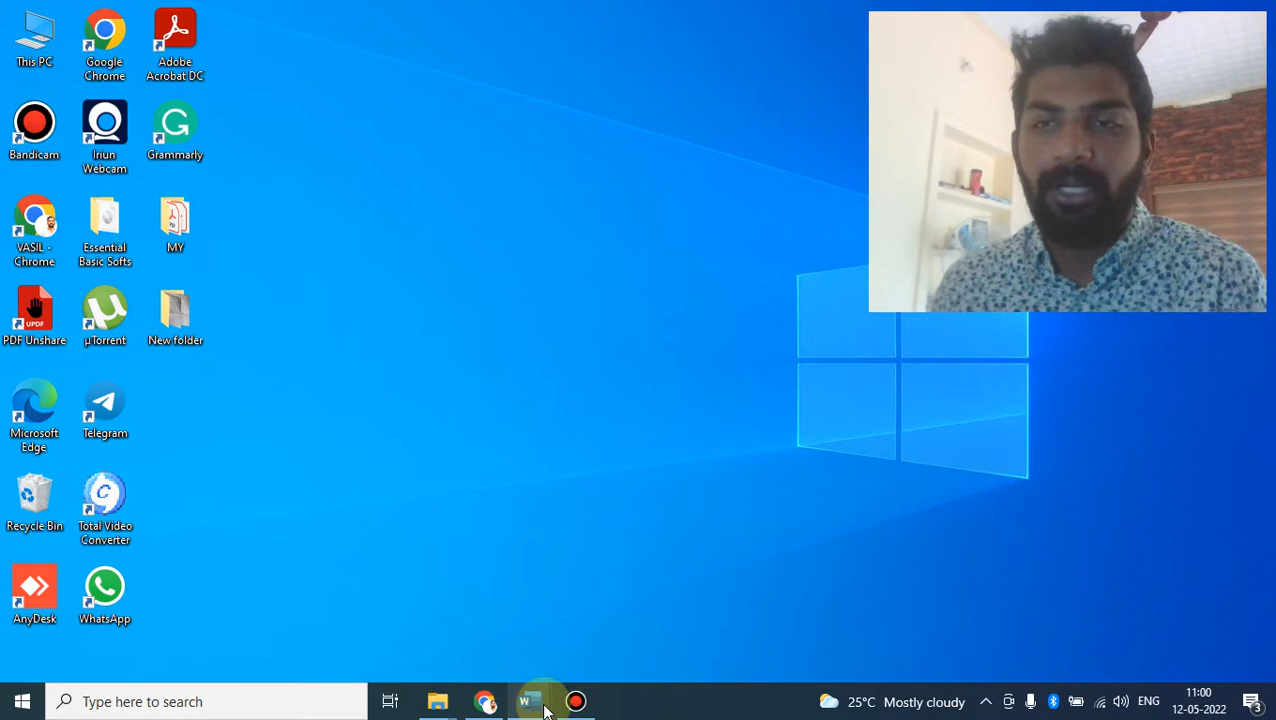 This PC
Google
Chrome
Adobe
Acrobat DC
Bandicam
Iriun
Webcam
Grammarly
VASIL -
Chrome
Essential
Basic Softs
MY
UPDF
PDF Unshare
µTorrent
New folder
Microsoft
Edge
Telegram
Recycle Bin
Total Video
Converter
AnyDesk
WhatsApp
Type here to search
W
25°C Mostly cloudy
ENG
11:00
12-05-2022
3